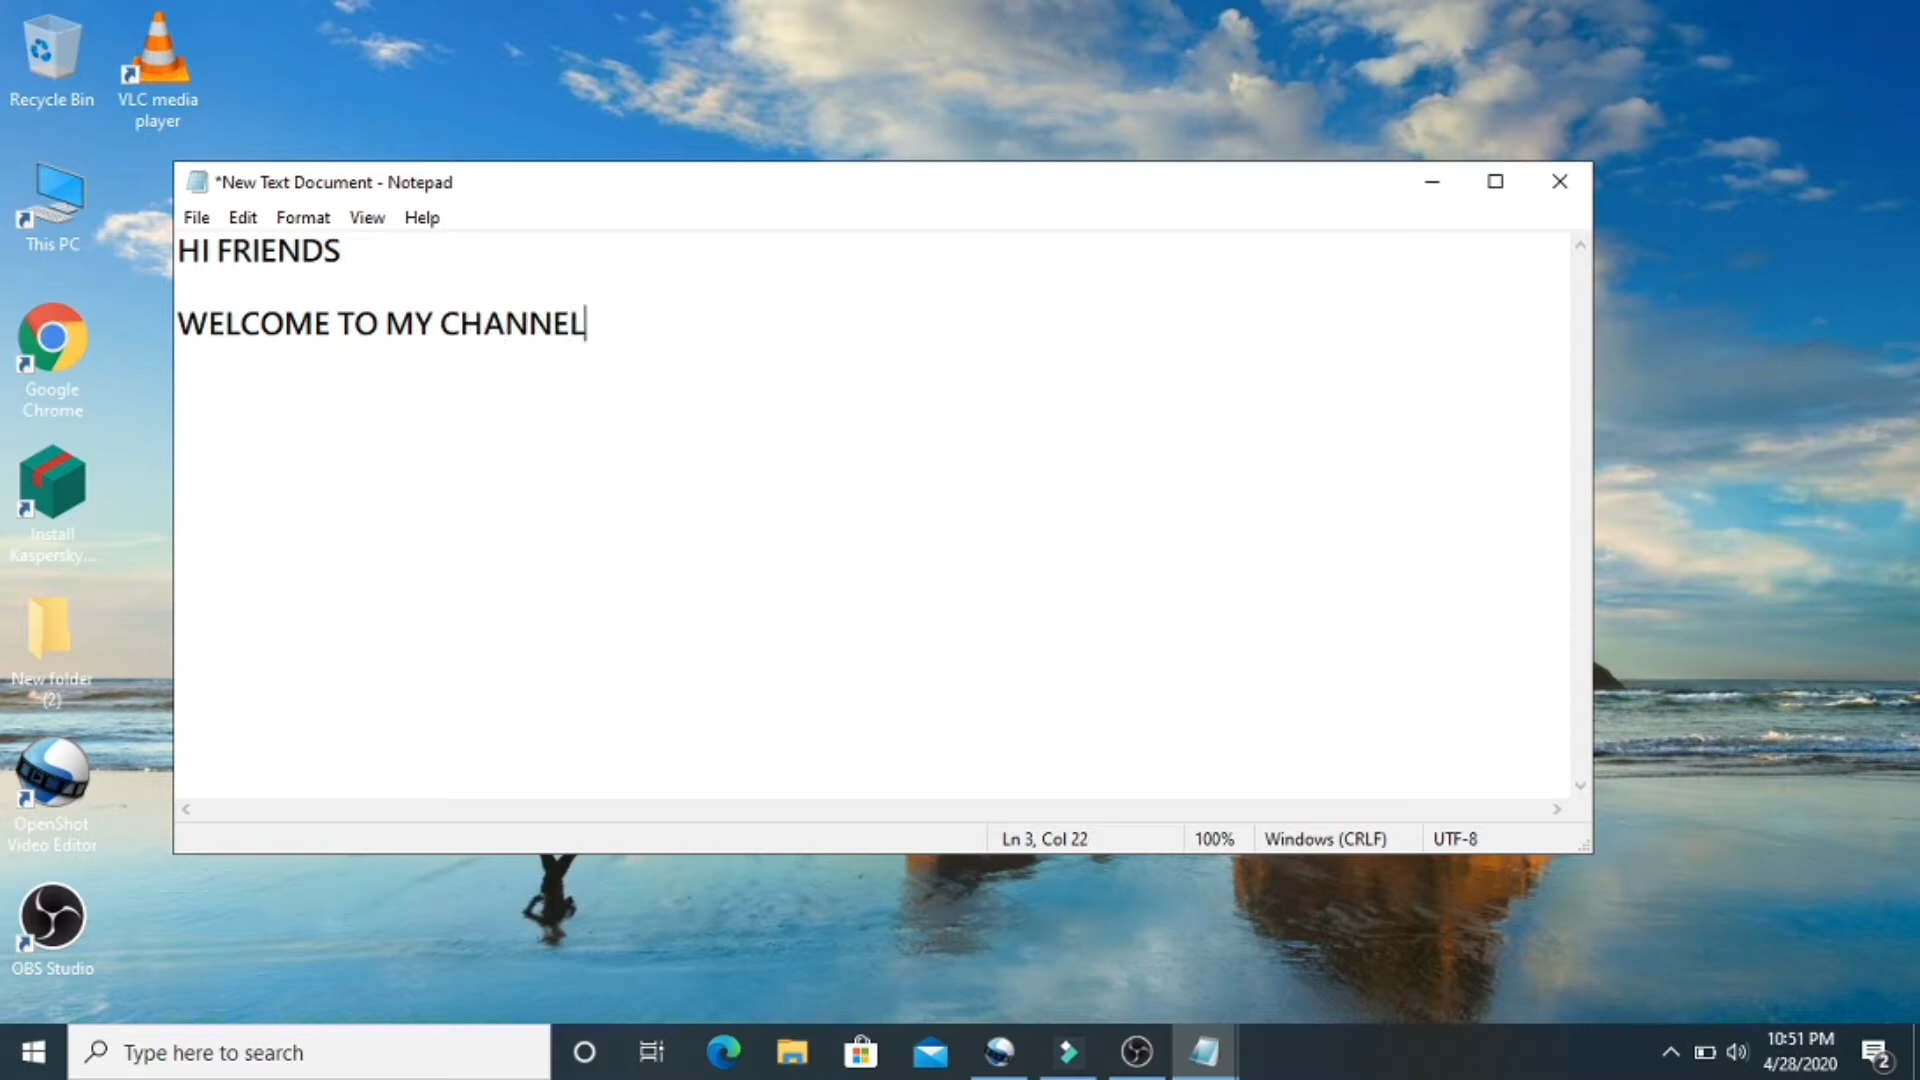 Recycle Bin
VLC media
player
This PC
Google
Chrome
Install
Kaspersky...
New folder
(2)
OpenShot
Video Editor
OBS Studio
*New Text Document - Notepad
File Edit Format View Help
HI FRIENDS
WELCOME TO MY CHANNEL
Ln 3, Col 22 100% Windows (CRLF) UTF-8
Type here to search
10:51 PM
4/28/2020
2